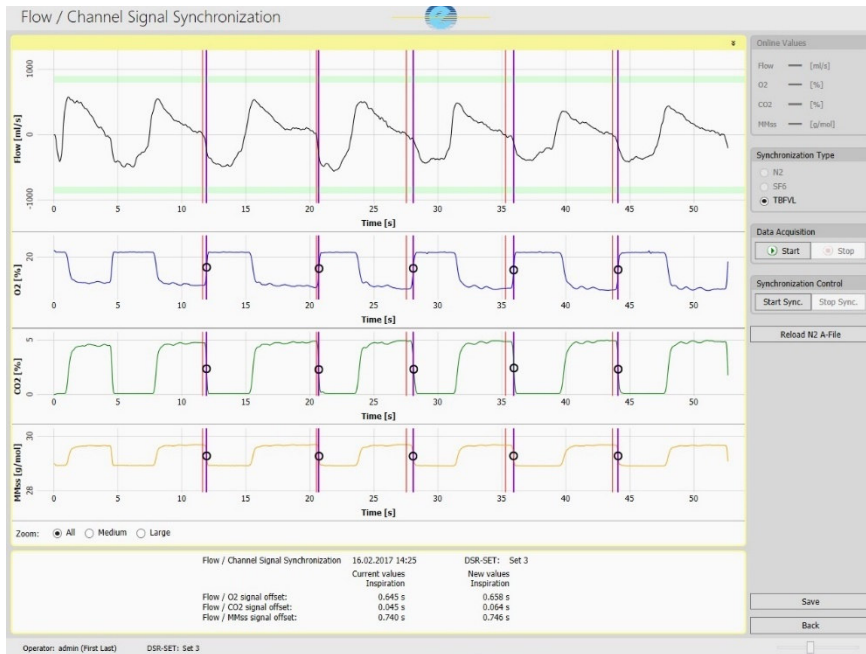 Flow / Channel Signal Synchronization
Flow [ml/s]
1000
0
-1000
0 5 10 15 20 25 30 35 40 45 50
Time [s]
O2 [%]
20
0 5 10 15 20 25 30 35 40 45 50
Time [s]
CO2 [%]
5
0
0 5 10 15 20 25 30 35 40 45 50
Time [s]
MMss [g/mol]
30
28
0 5 10 15 20 25 30 35 40 45 50
Time [s]
Zoom: All Medium Large
Flow / Channel Signal Synchronization 16.02.2017 14:25 DSR-SET: Set 3
Current values New values
Inspiration Inspiration
Flow / O2 signal offset: 0.645 s 0.658 s
Flow / CO2 signal offset: 0.045 s 0.064 s
Flow / MMss signal offset: 0.740 s 0.746 s
Online Values
Flow — [ml/s]
O2 — [%]
CO2 — [%]
MMss — [g/mol]
Synchronization Type
N2
SF6
TBFVL
Data Acquisition
Start Stop
Synchronization Control
Start Sync. Stop Sync.
Reload N2 A-File
Save
Back
Operator: admin (First Last) DSR-SET: Set 3